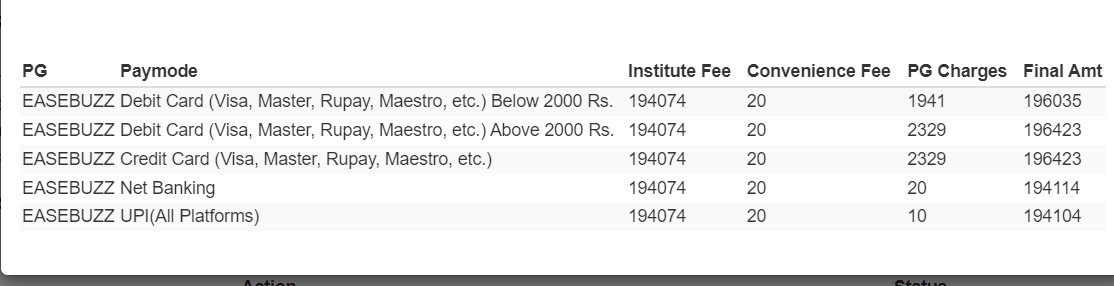 PG Paymode Institute Fee Convenience Fee PG Charges Final Amt
EASEBUZZ Debit Card (Visa, Master, Rupay, Maestro, etc.) Below 2000 Rs. 194074 20 1941 196035
EASEBUZZ Debit Card (Visa, Master, Rupay, Maestro, etc.) Above 2000 Rs. 194074 20 2329 196423
EASEBUZZ Credit Card (Visa, Master, Rupay, Maestro, etc.) 194074 20 2329 196423
EASEBUZZ Net Banking 194074 20 20 194114
EASEBUZZ UPI(All Platforms) 194074 20 10 194104
Action Status